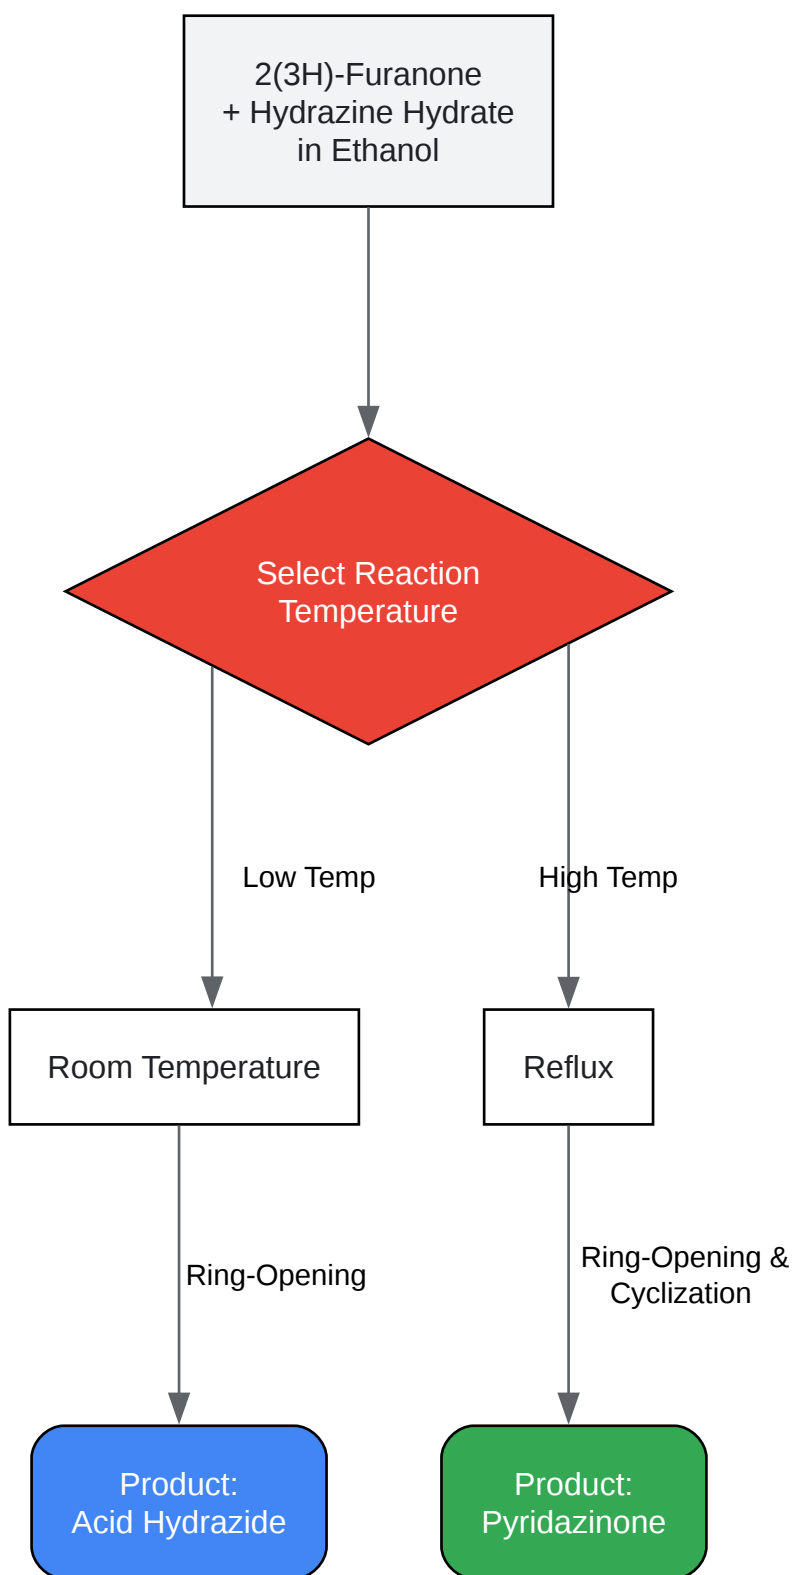 2(3H)-Furanone
+ Hydrazine Hydrate
in Ethanol
Select Reaction
Temperature
Low Temp
High Temp
Room Temperature
Reflux
Ring-Opening
Ring-Opening &
Cyclization
Product:
Acid Hydrazide
Product:
Pyridazinone